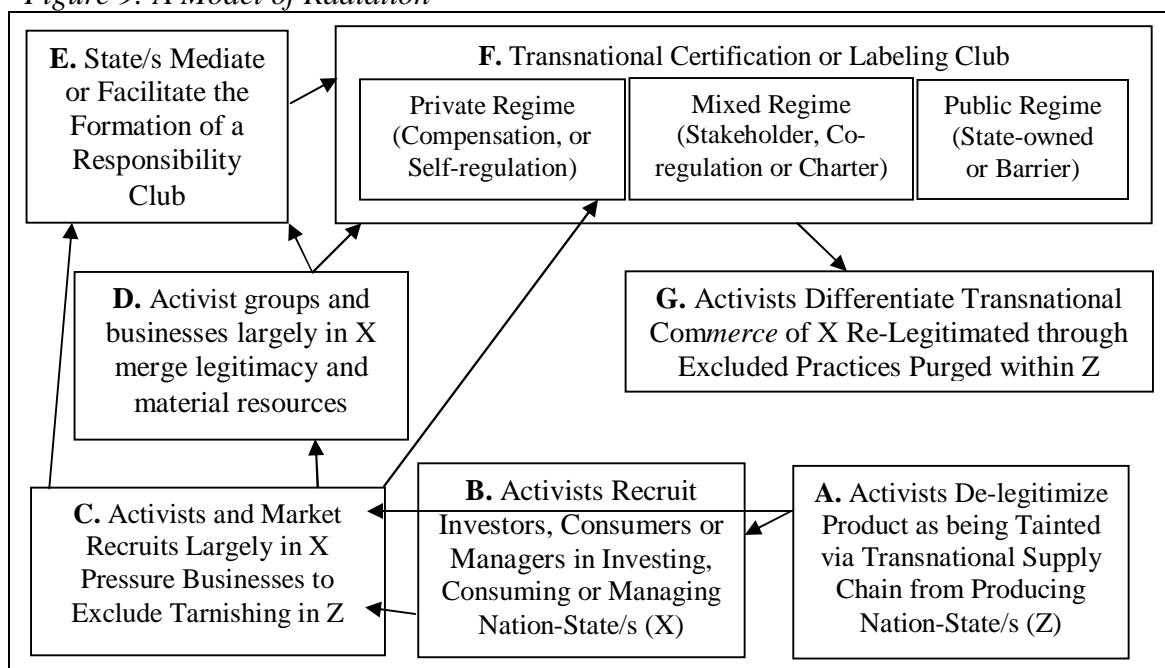 Figure 9. A Model of Radiation
E. State/s Mediate
or Facilitate the
Formation of a
Responsibility
Club
F. Transnational Certification or Labeling Club
Private Regime
(Compensation, or
Self-regulation)
Mixed Regime
(Stakeholder, Co-
regulation or Charter)
Public Regime
(State-owned
or Barrier)
D. Activist groups and
businesses largely in X
merge legitimacy and
material resources
G. Activists Differentiate Transnational
Commerce of X Re-Legitimated through
Excluded Practices Purged within Z
C. Activists and Market
Recruits Largely in X
Pressure Businesses to
Exclude Tarnishing in Z
B. Activists Recruit
Investors, Consumers or
Managers in Investing,
Consuming or Managing
Nation-State/s (X)
A. Activists De-legitimize
Product as being Tainted
via Transnational Supply
Chain from Producing
Nation-State/s (Z)